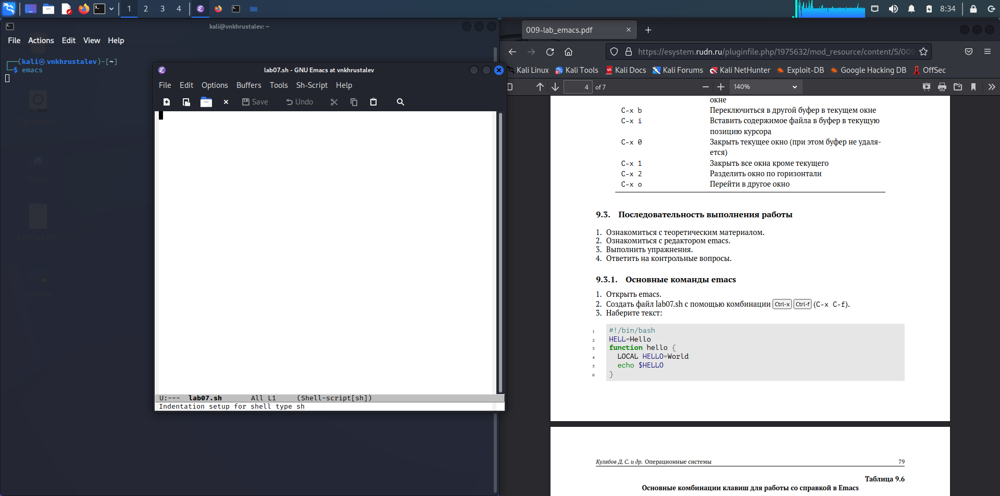 1
2
3
4
8:34
kali@vnkhrustalev: ~
File Actions Edit View Help
┌──(kali㉿vnkhrustalev)-[~]
└─$ emacs
File System
Home
LabVlad.pdf
os-intro
lab07.sh - GNU Emacs at vnkhrustalev
File Edit Options Buffers Tools Sh-Script Help
Save Undo
U:--- lab07.sh All L1 (Shell-script[sh])
Indentation setup for shell type sh
009-lab_emacs.pdf
https://esystem.rudn.ru/pluginfile.php/1975632/mod_resource/content/5/009
Kali Linux Kali Tools Kali Docs Kali Forums Kali NetHunter Exploit-DB Google Hacking DB OffSec
4 of 7 140%
окне
C-x b Переключиться в другой буфер в текущем окне
C-x i Вставить содержимое файла в буфер в текущую
позицию курсора
C-x 0 Закрыть текущее окно (при этом буфер не удаля-
ется)
C-x 1 Закрыть все окна кроме текущего
C-x 2 Разделить окно по горизонтали
C-x o Перейти в другое окно
9.3. Последовательность выполнения работы
1. Ознакомиться с теоретическим материалом.
2. Ознакомиться с редактором emacs.
3. Выполнить упражнения.
4. Ответить на контрольные вопросы.
9.3.1. Основные команды emacs
1. Открыть emacs.
2. Создать файл lab07.sh с помощью комбинации Ctrl-x Ctrl-f (C-x C-f).
3. Наберите текст:
1 #!/bin/bash
2 HELL=Hello
3 function hello {
4 LOCAL HELLO=World
5 echo $HELLO
6 }
Кулябов Д. С. и др. Операционные системы 79
Таблица 9.6
Основные комбинации клавиш для работы со справкой в Emacs